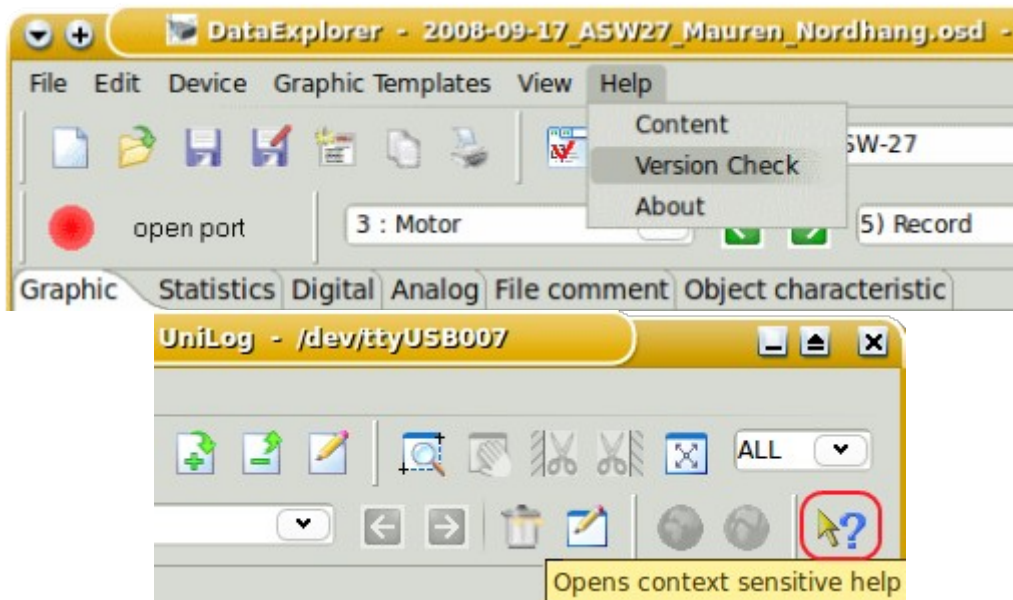 DataExplorer - 2008-09-17_ASW27_Mauren_Nordhang.osd -
File Edit Device Graphic Templates View Help
Content
Version Check
About
SW-27
open port
3 : Motor
5) Record
Graphic Statistics Digital Analog File comment Object characteristic
UniLog - /dev/ttyUSB007
ALL
Opens context sensitive help